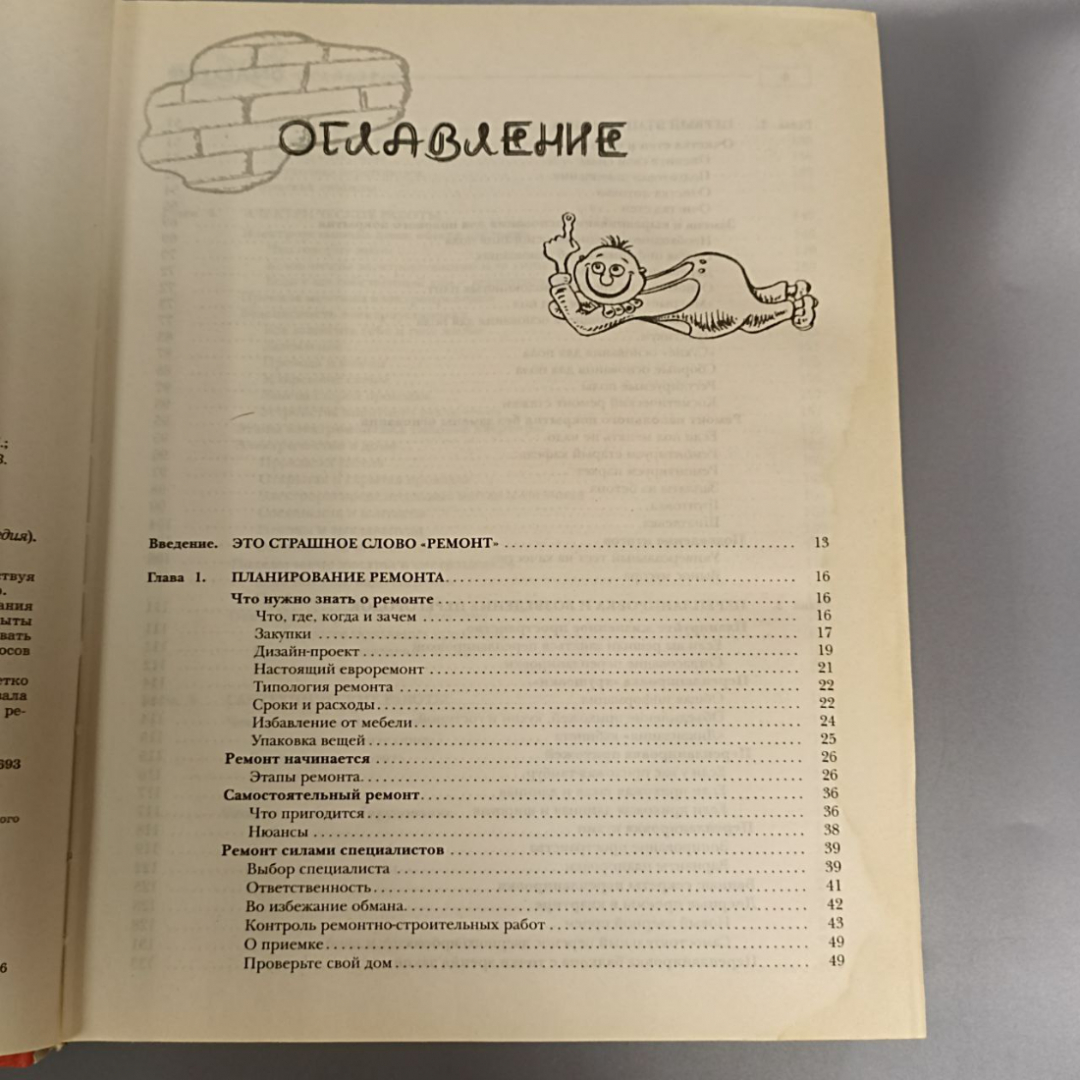 ОГЛАВЛЕНИЕ
Введение. ЭТО СТРАШНОЕ СЛОВО «РЕМОНТ» 13
Глава 1. ПЛАНИРОВАНИЕ РЕМОНТА 16
Что нужно знать о ремонте 16
Что, где, когда и зачем 16
Закупки 17
Дизайн-проект 19
Настоящий евроремонт 21
Типология ремонта 22
Сроки и расходы 22
Избавление от мебели 24
Упаковка вещей 25
Ремонт начинается 26
Этапы ремонта 26
Самостоятельный ремонт 36
Что пригодится 36
Нюансы 38
Ремонт силами специалистов 39
Выбор специалиста 39
Ответственность 41
Во избежание обмана 42
Контроль ремонтно-строительных работ 43
О приемке 49
Проверьте свой дом 49